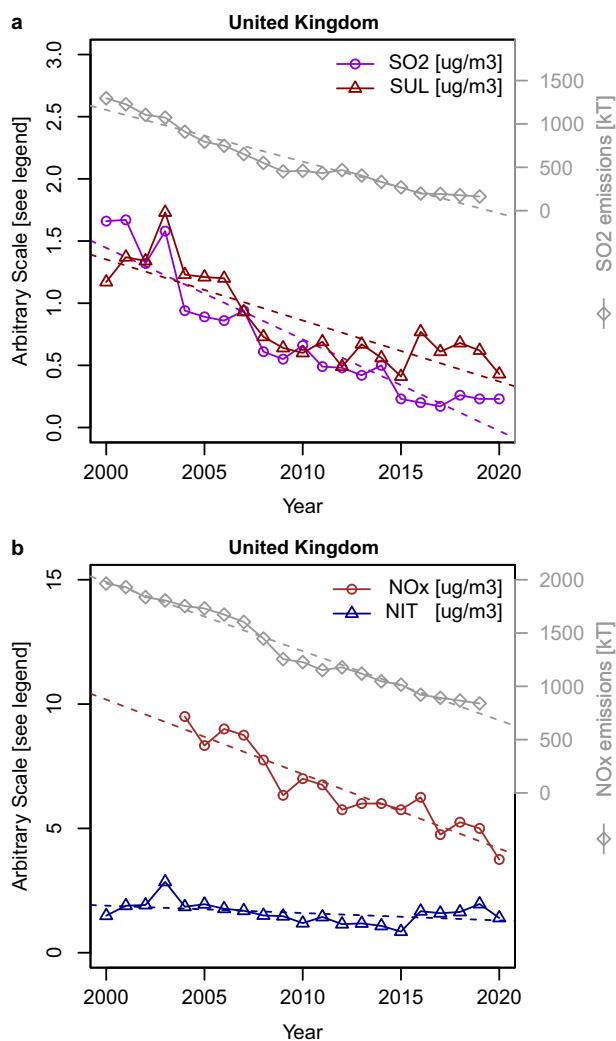 a
United Kingdom
SO2 [ug/m3]
SUL [ug/m3]
3.0
2.5
2.0
1.5
1.0
0.5
0.0
Arbitrary Scale [see legend]
1500
1000
500
0
SO2 emissions [kT]
2000 2005 2010 2015 2020
Year
b
United Kingdom
NOx [ug/m3]
NIT [ug/m3]
15
10
5
0
Arbitrary Scale [see legend]
2000
1500
1000
500
0
NOx emissions [kT]
2000 2005 2010 2015 2020
Year